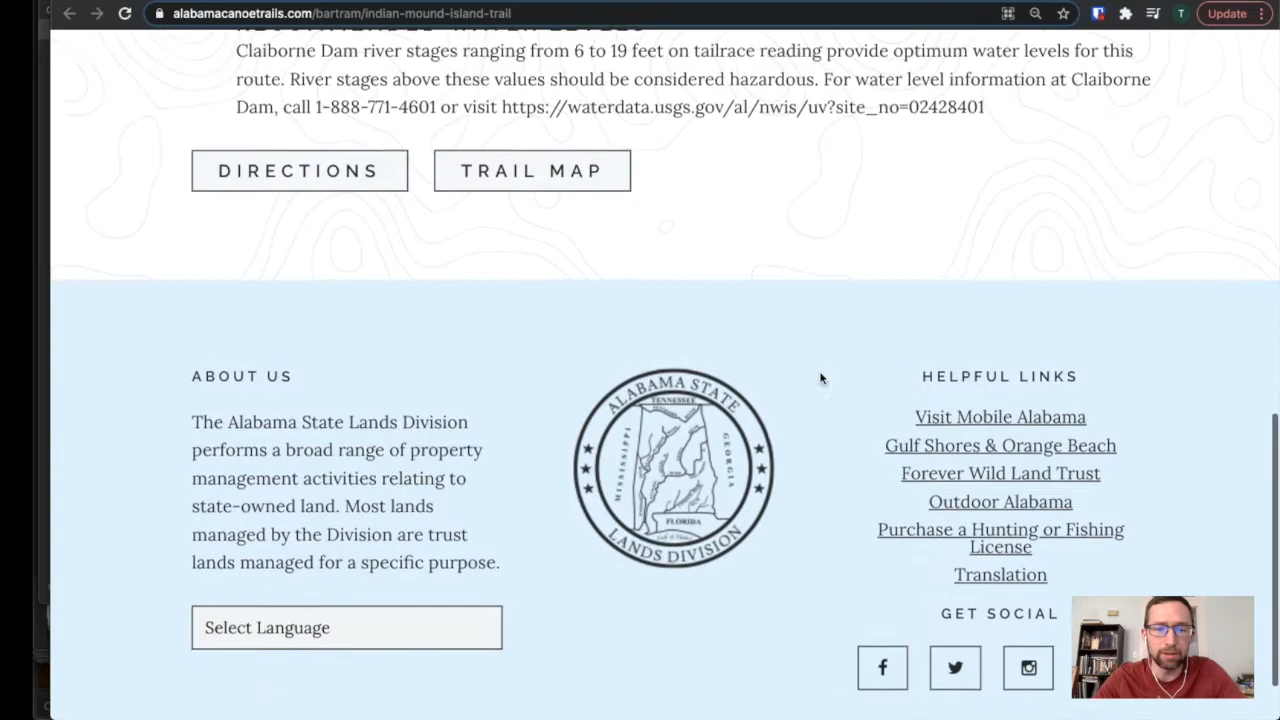 alabamacanoetrails.com/bartram/indian-mound-island-trail
T
Update
Claiborne Dam river stages ranging from 6 to 19 feet on tailrace reading provide optimum water levels for this
route. River stages above these values should be considered hazardous. For water level information at Claiborne
Dam, call 1-888-771-4601 or visit https://waterdata.usgs.gov/al/nwis/uv?site_no=02428401
DIRECTIONS
TRAIL MAP
ABOUT US
The Alabama State Lands Division
performs a broad range of property
management activities relating to
state-owned land. Most lands
managed by the Division are trust
lands managed for a specific purpose.
Select Language
ALABAMA STATE
TENNESSEE
MISSISSIPPI
GEORGIA
FLORIDA
LANDS DIVISION
HELPFUL LINKS
Visit Mobile Alabama
Gulf Shores & Orange Beach
Forever Wild Land Trust
Outdoor Alabama
Purchase a Hunting or Fishing
License
Translation
GET SOCIAL